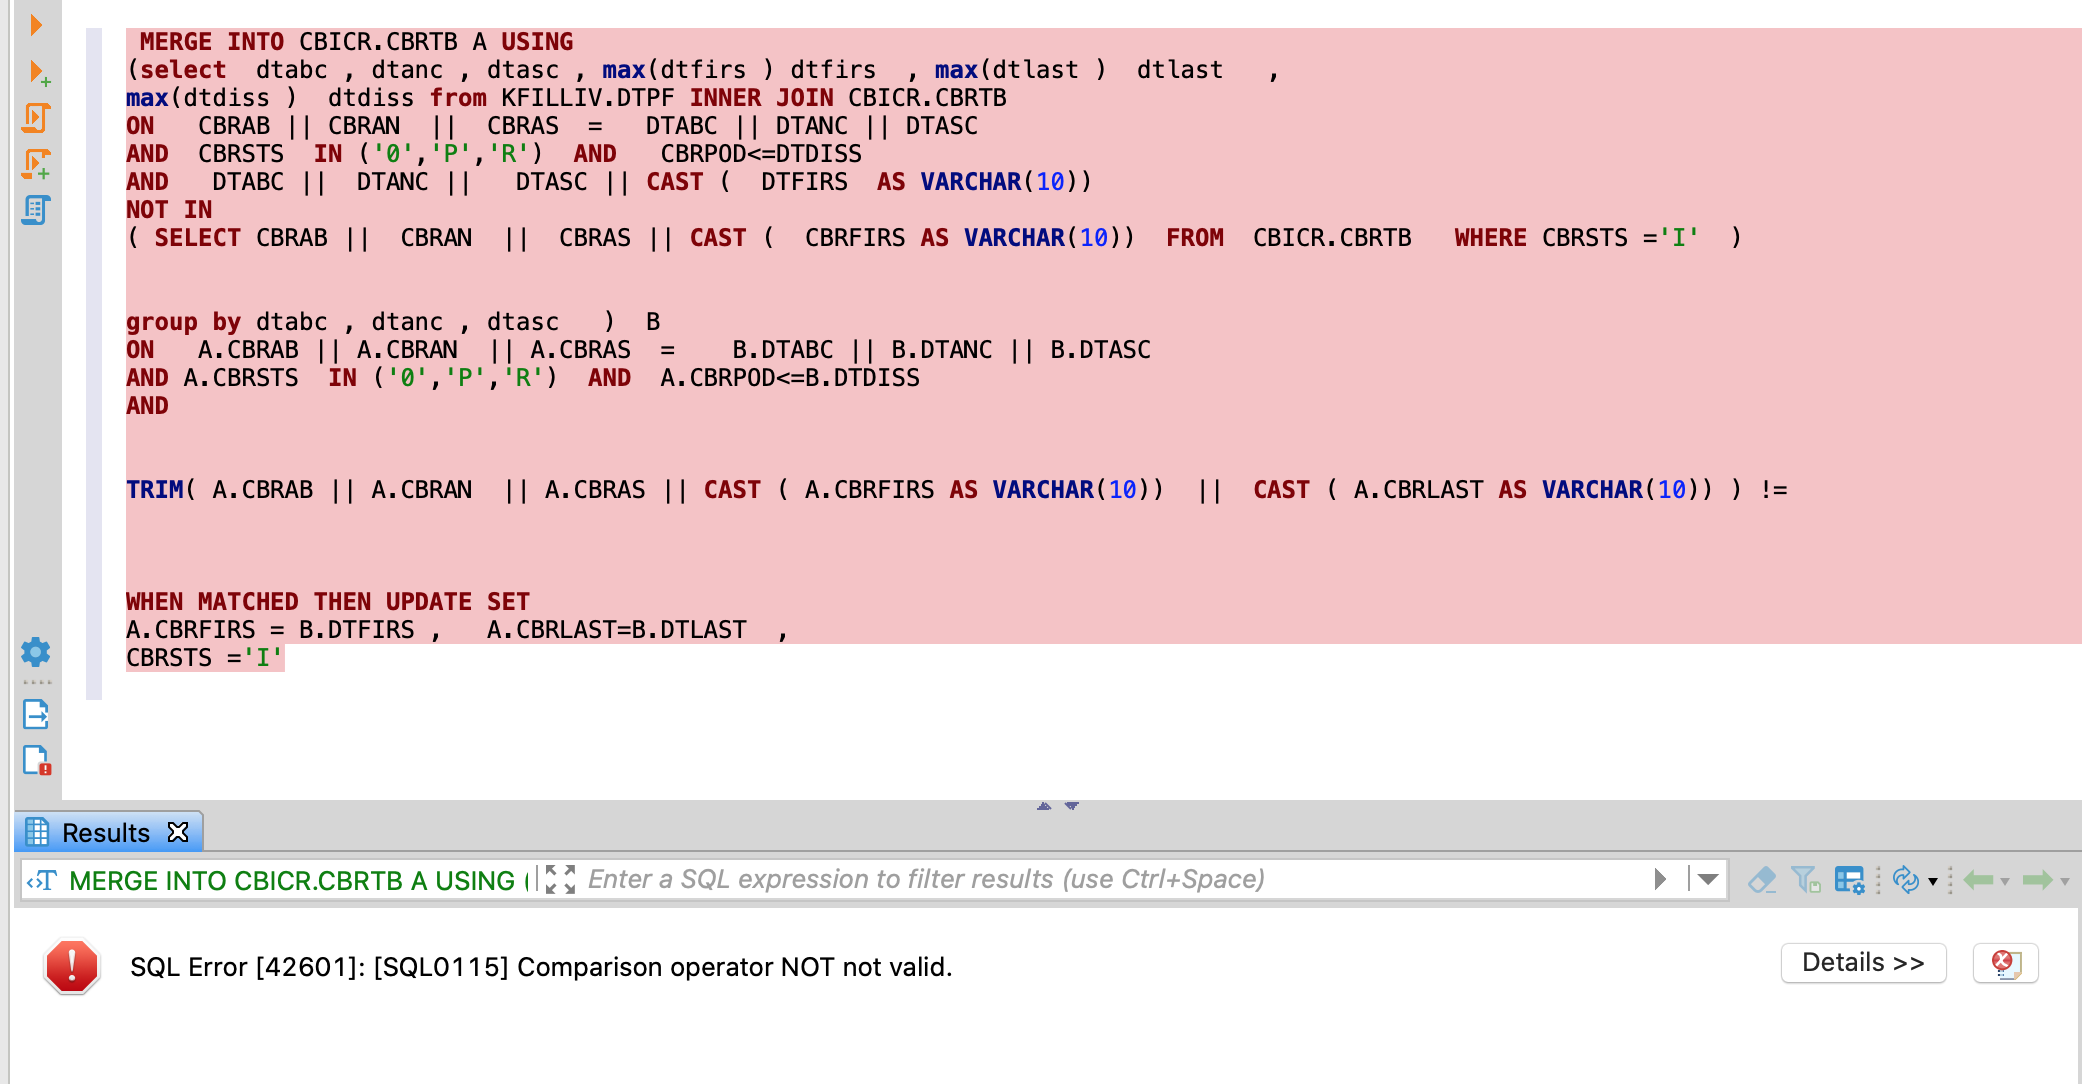 MERGE INTO CBICR.CBRTB A USING
(select  dtabc , dtanc , dtasc , max(dtfirs ) dtfirs  , max(dtlast )  dtlast   ,
max(dtdiss )  dtdiss from KFILLIV.DTPF INNER JOIN CBICR.CBRTB
ON   CBRAB || CBRAN  ||  CBRAS  =   DTABC || DTANC || DTASC
AND  CBRSTS  IN ('0','P','R')  AND   CBRPOD<=DTDISS
AND   DTABC ||  DTANC ||   DTASC || CAST (  DTFIRS  AS VARCHAR(10))
NOT IN
( SELECT CBRAB ||  CBRAN  ||  CBRAS || CAST (  CBRFIRS AS VARCHAR(10))  FROM  CBICR.CBRTB   WHERE CBRSTS ='I'  )
group by dtabc , dtanc , dtasc   )  B
ON   A.CBRAB || A.CBRAN  || A.CBRAS  =    B.DTABC || B.DTANC || B.DTASC
AND A.CBRSTS  IN ('0','P','R')  AND  A.CBRPOD<=B.DTDISS
AND
TRIM( A.CBRAB || A.CBRAN  || A.CBRAS || CAST ( A.CBRFIRS AS VARCHAR(10))  ||  CAST ( A.CBRLAST AS VARCHAR(10)) ) !=
WHEN MATCHED THEN UPDATE SET
A.CBRFIRS = B.DTFIRS ,   A.CBRLAST=B.DTLAST  ,
CBRSTS ='I'
Results
MERGE INTO CBICR.CBRTB A USING ( Enter a SQL expression to filter results (use Ctrl+Space)
SQL Error [42601]: [SQL0115] Comparison operator NOT not valid.
Details >>